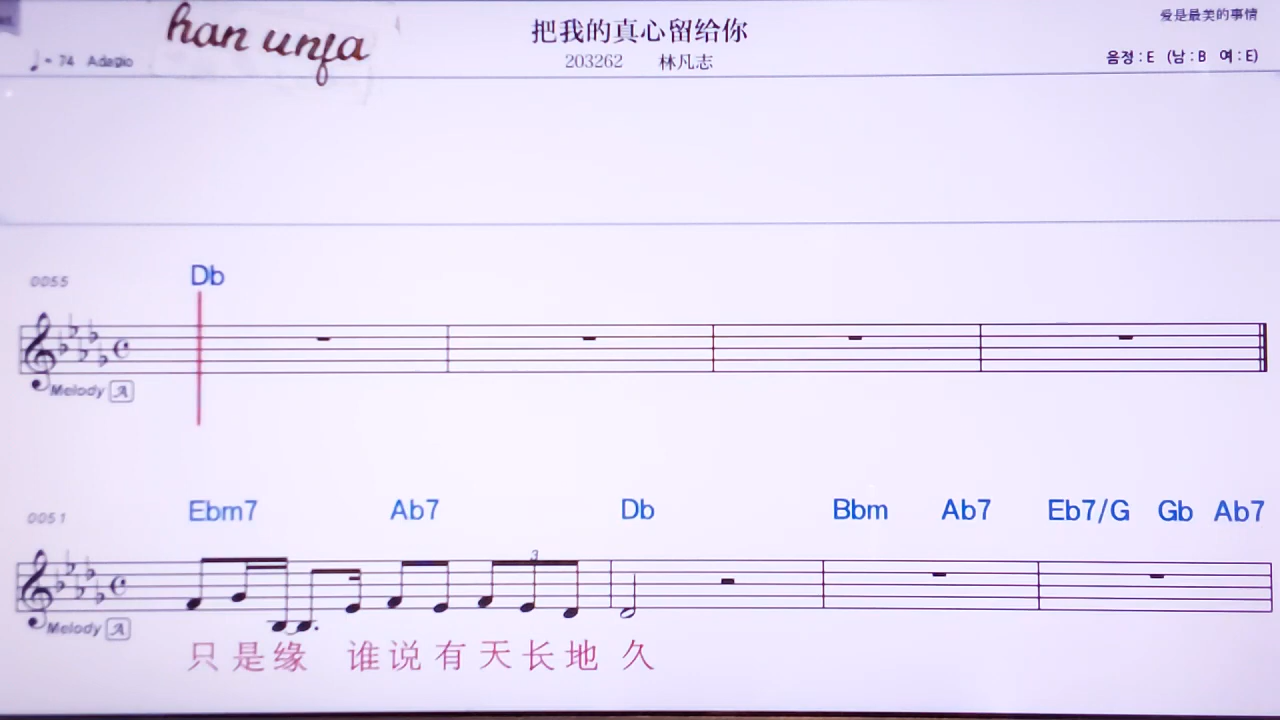 han unja
把我的真心留给你
爱是最美的事情
♩= 74 Adagio
203262 林凡志
음정 : E (남 : B 여 : E)
Db
0055
Melody A
Ebm7 Ab7 Db Bbm Ab7 Eb7/G Gb Ab7
0051
3
Melody A
只是缘 谁说有天长地久